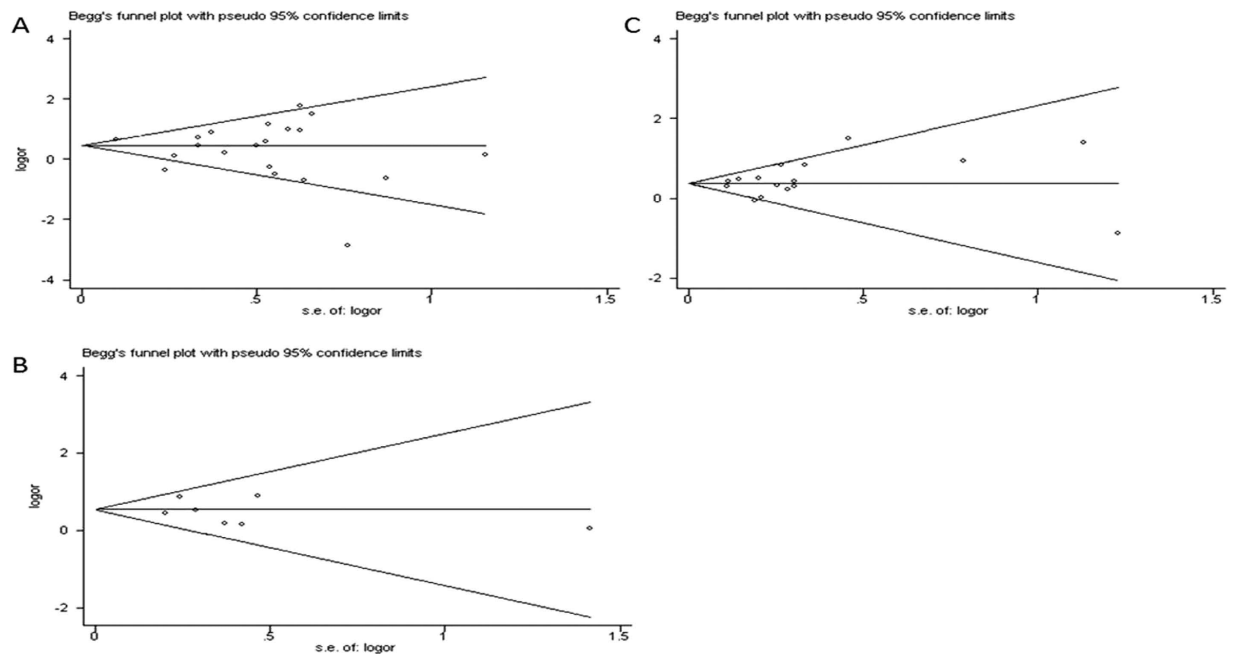 A
Begg's funnel plot with pseudo 95% confidence limits
4
2
0
-2
-4
logor
0
.5
1
1.5
s.e. of: logor
C
Begg's funnel plot with pseudo 95% confidence limits
4
2
0
-2
0
.5
1
1.5
s.e. of: logor
B
Begg's funnel plot with pseudo 95% confidence limits
4
2
0
-2
logor
0
.5
1
1.5
s.e. of: logor